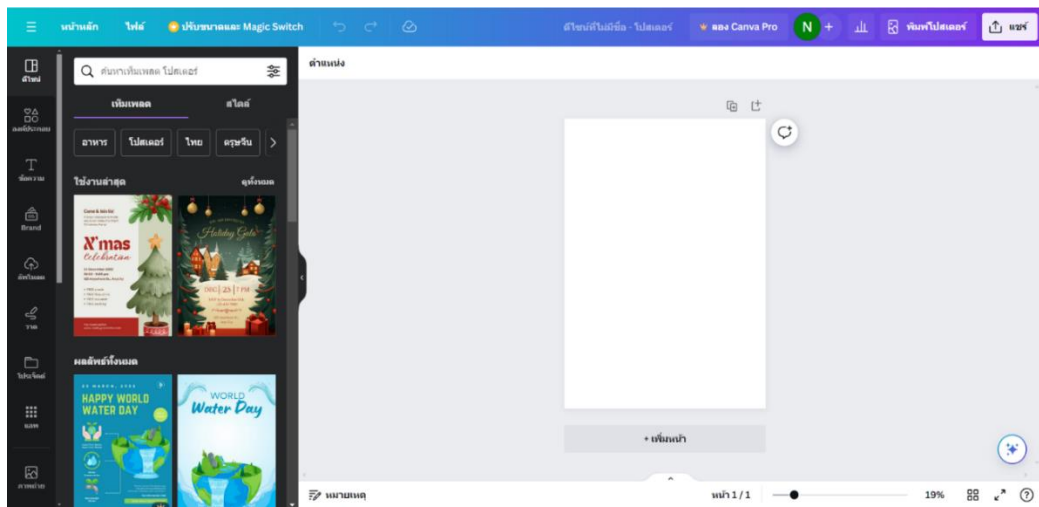 หน้าหลัก ไฟล์ ปรับขนาดและ Magic Switch ดีไซน์ที่ไม่มีชื่อ - โปสเตอร์ ลอง Canva Pro N + พิมพ์โปสเตอร์ แชร์
ดีไซน์
องค์ประกอบ
ข้อความ
Brand
อัพโหลด
วาด
โปรเจ็กต์
แอพ
ภาพถ่าย
ค้นหาเท็มเพลต โปสเตอร์
เท็มเพลต สไตล์
อาหาร โปสเตอร์ ไทย ตรุษจีน
ใช้งานล่าสุด ดูทั้งหมด
X'mas
Celebration
Holiday Gala
DEC 23 7 PM
ผลลัพธ์ทั้งหมด
HAPPY WORLD
WATER DAY
WORLD
Water Day
ตำแหน่ง
+ เพิ่มหน้า
หมายเหตุ หน้า 1 / 1 19%